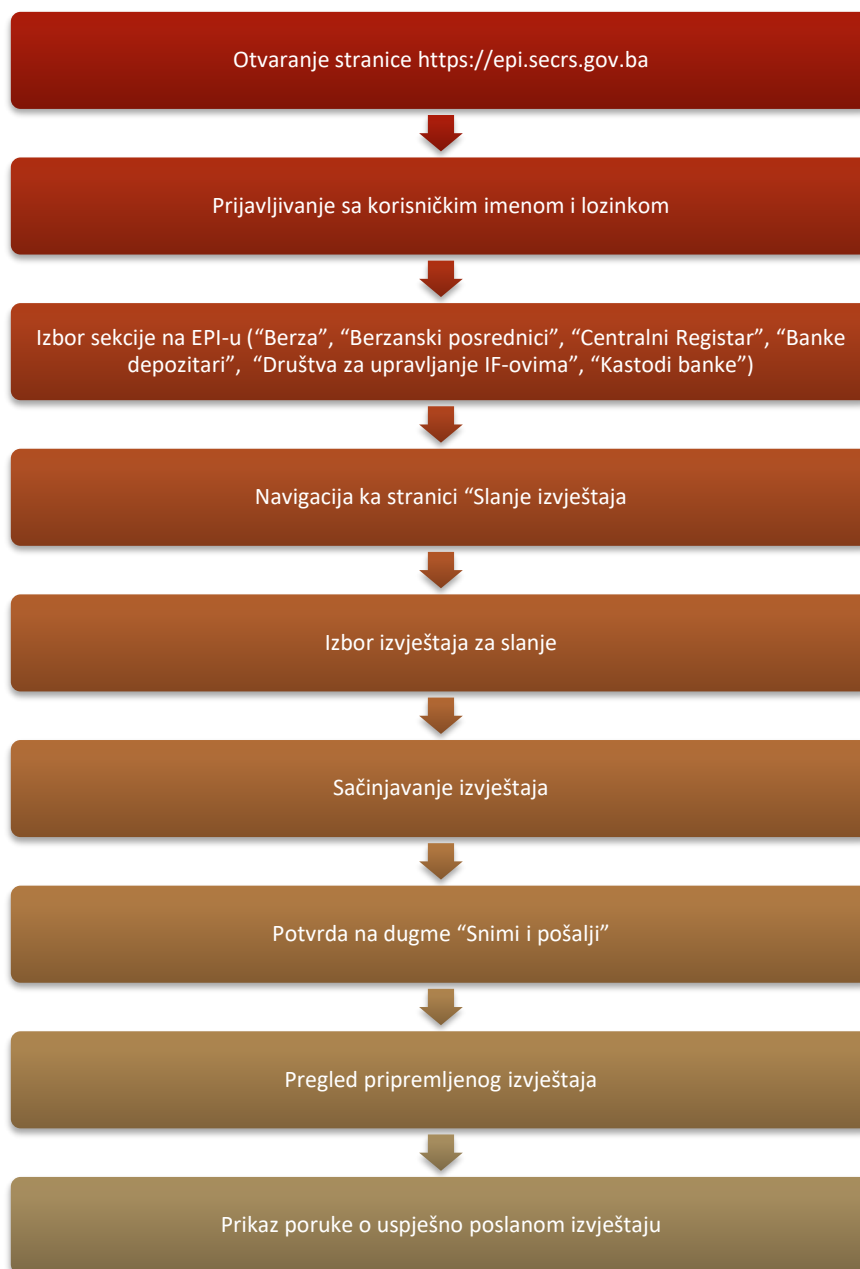 Otvaranje stranice https://epi.secrs.gov.ba
Prijavljivanje sa korisničkim imenom i lozinkom
Izbor sekcije na EPI-u (“Berza”, “Berzanski posrednici”, “Centralni Registar”, “Banke
depozitari”,  “Društva za upravljanje IF-ovima”, “Kastodi banke”)
Navigacija ka stranici “Slanje izvještaja
Izbor izvještaja za slanje
Sačinjavanje izvještaja
Potvrda na dugme “Snimi i pošalji”
Pregled pripremljenog izvještaja
Prikaz poruke o uspješno poslanom izvještaju